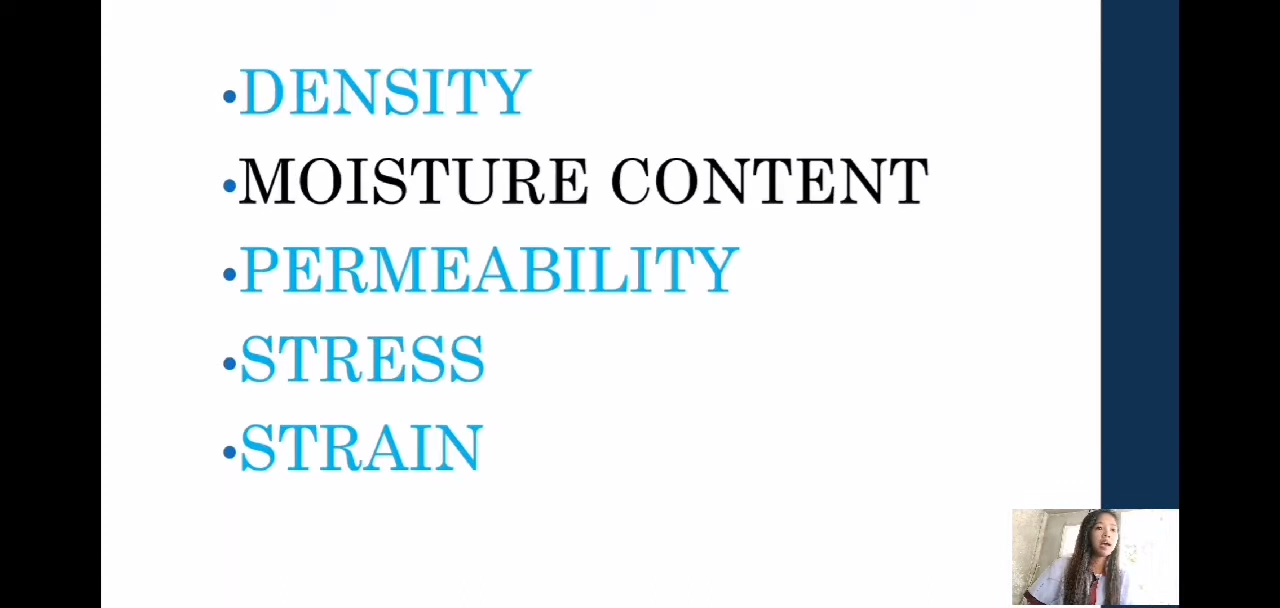 •DENSITY
•MOISTURE CONTENT
•PERMEABILITY
•STRESS
•STRAIN